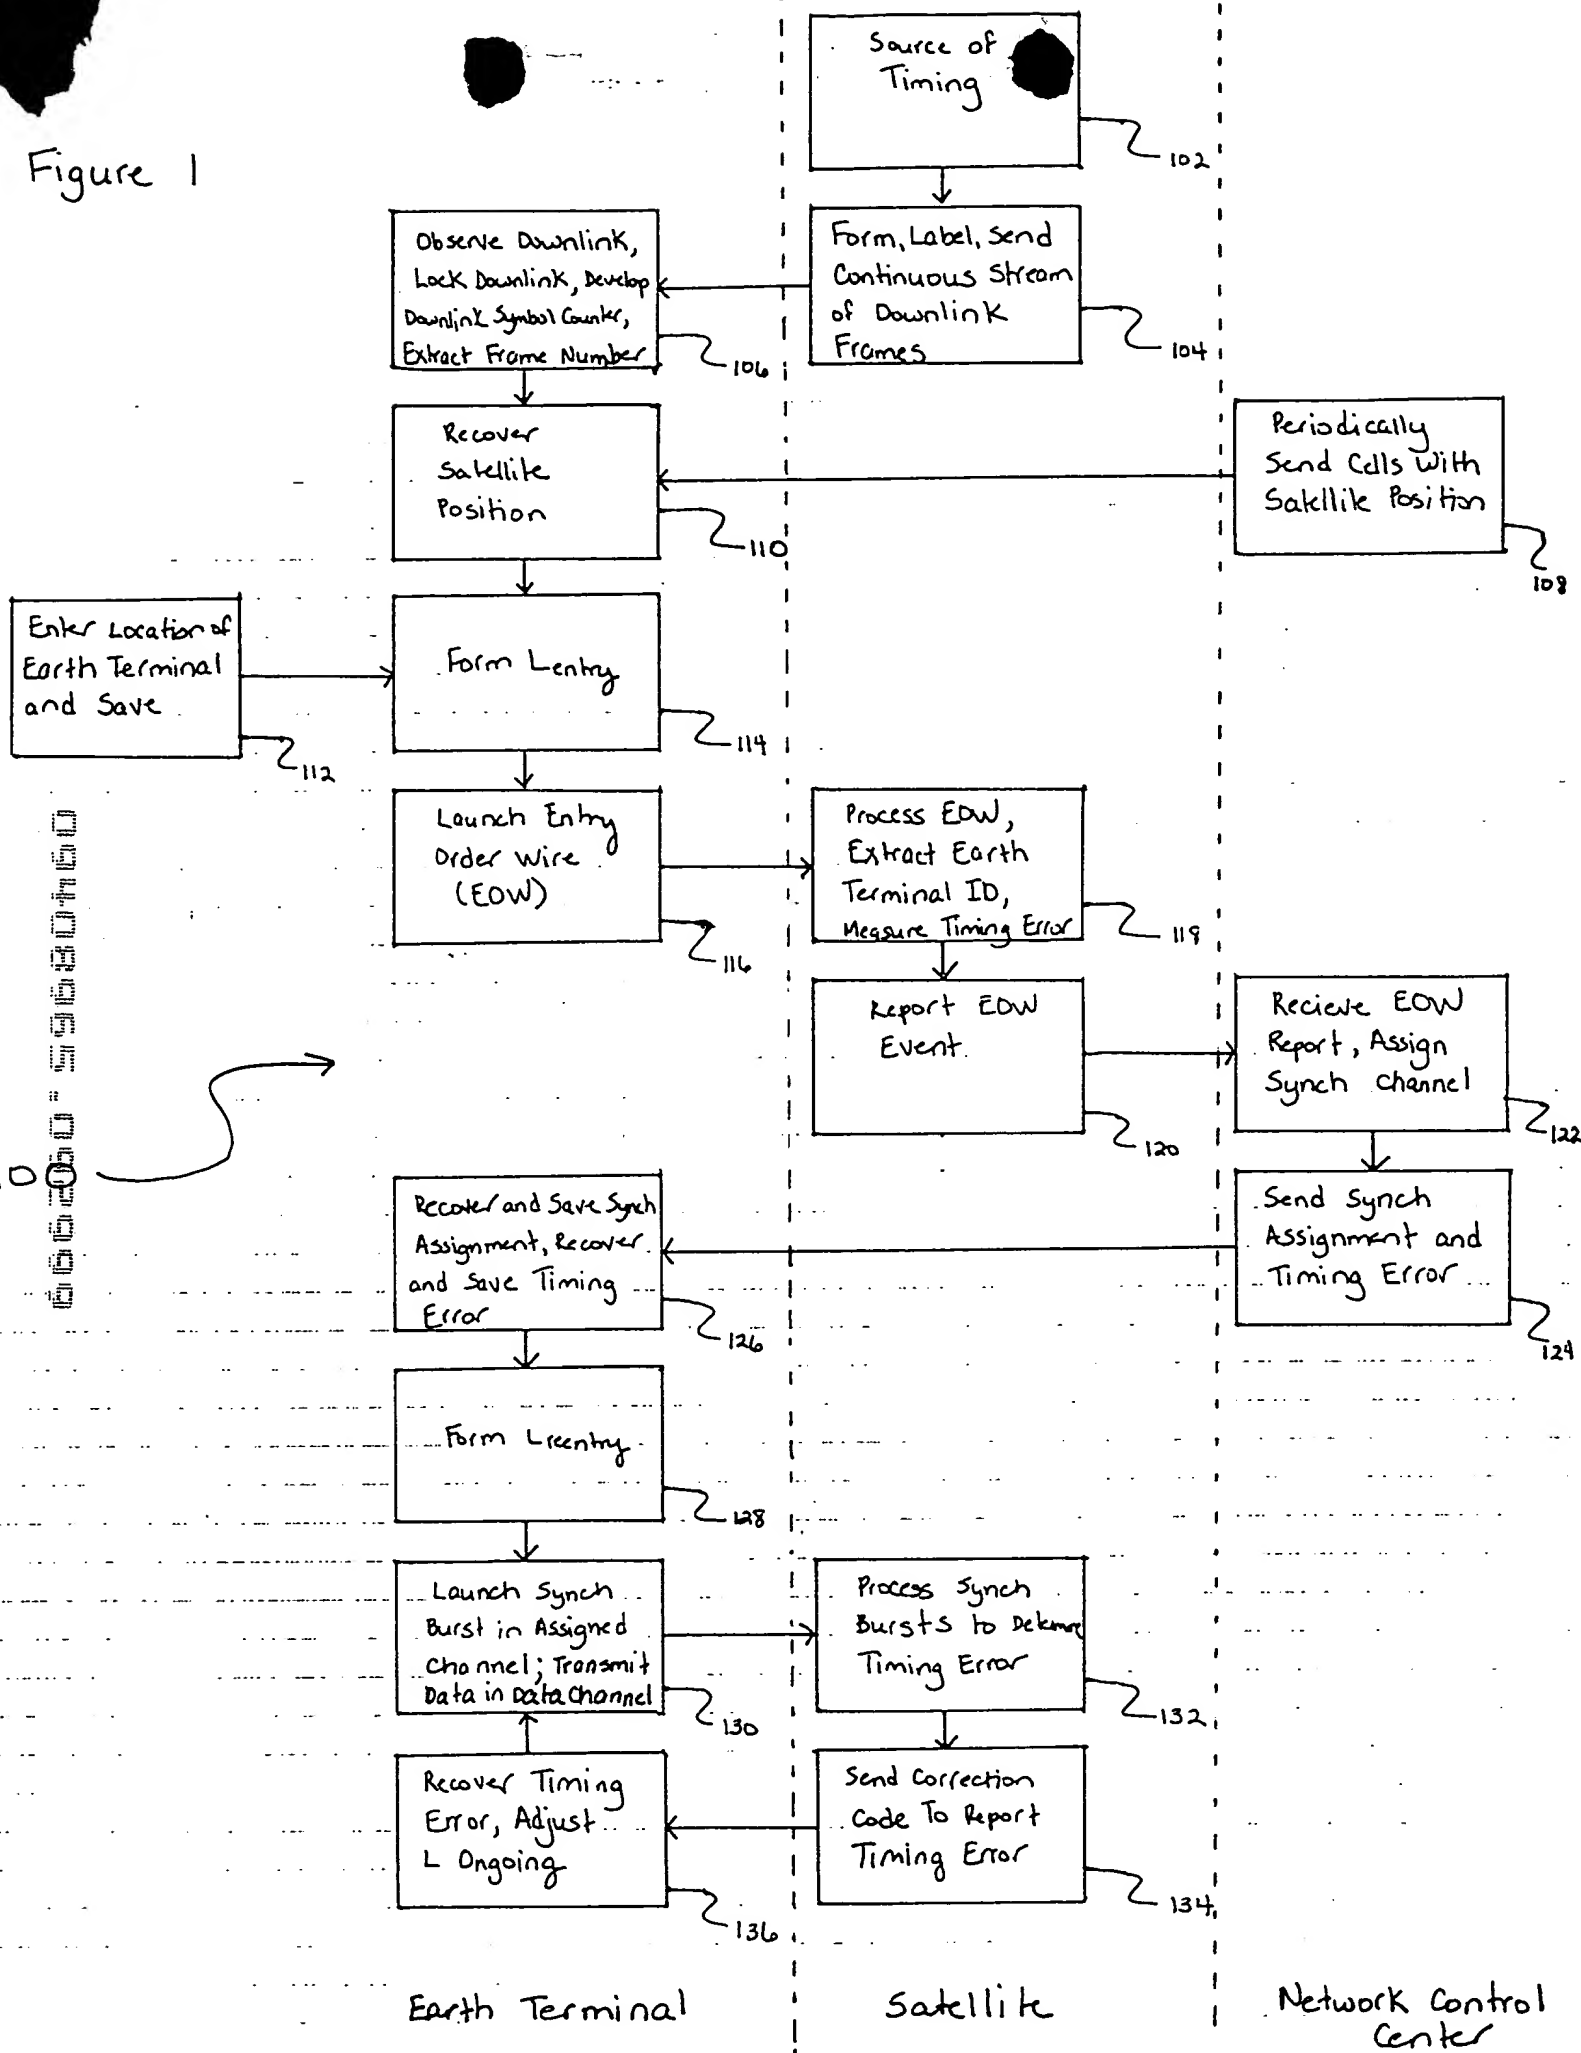 Figure 1
Source of
Timing
102
Form, Label, Send
Continuous Stream
of Downlink
Frames
104
Observe Downlink,
Lock Downlink, Develop
Downlink Symbol Counter,
Extract Frame Number
106
Periodically
Send Cells With
Satellite Position
108
Recover
Satellite
Position
110
Enter Location of
Earth Terminal
and Save
112
Form Lentry
114
Launch Entry
Order Wire
(EOW)
116
Process EOW,
Extract Earth
Terminal ID,
Measure Timing Error
118
Report EOW
Event
120
Recieve EOW
Report, Assign
Synch Channel
122
Send Synch
Assignment and
Timing Error
124
Recover and Save Synch
Assignment, Recover
and Save Timing
Error
126
Form Lreentry
128
Launch Synch
Burst in Assigned
Channel; Transmit
Data in Data Channel
130
Process Synch
Bursts to
Timing Error
132
Send Correction
Code To Report
Timing Error
134
Recover Timing
Error, Adjust
L Ongoing
136
Earth Terminal
Satellite
Network Control
Center